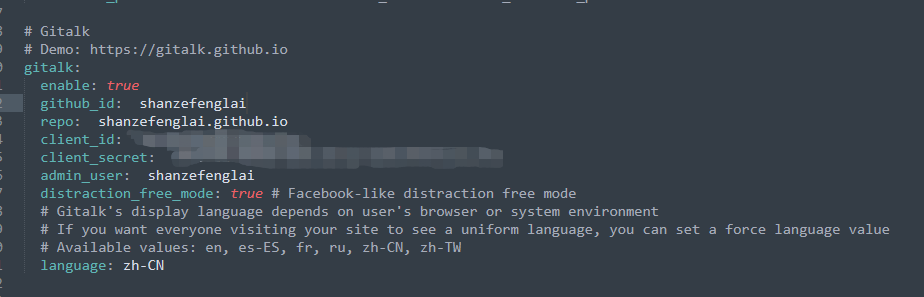 # Gitalk
# Demo: https://gitalk.github.io
gitalk:
enable: true
github_id: shanzefenglai
repo: shanzefenglai.github.io
client_id:
client_secret:
admin_user: shanzefenglai
distraction_free_mode: true # Facebook-like distraction free mode
# Gitalk's display language depends on user's browser or system environment
# If you want everyone visiting your site to see a uniform language, you can set a force language value
# Available values: en, es-ES, fr, ru, zh-CN, zh-TW
language: zh-CN